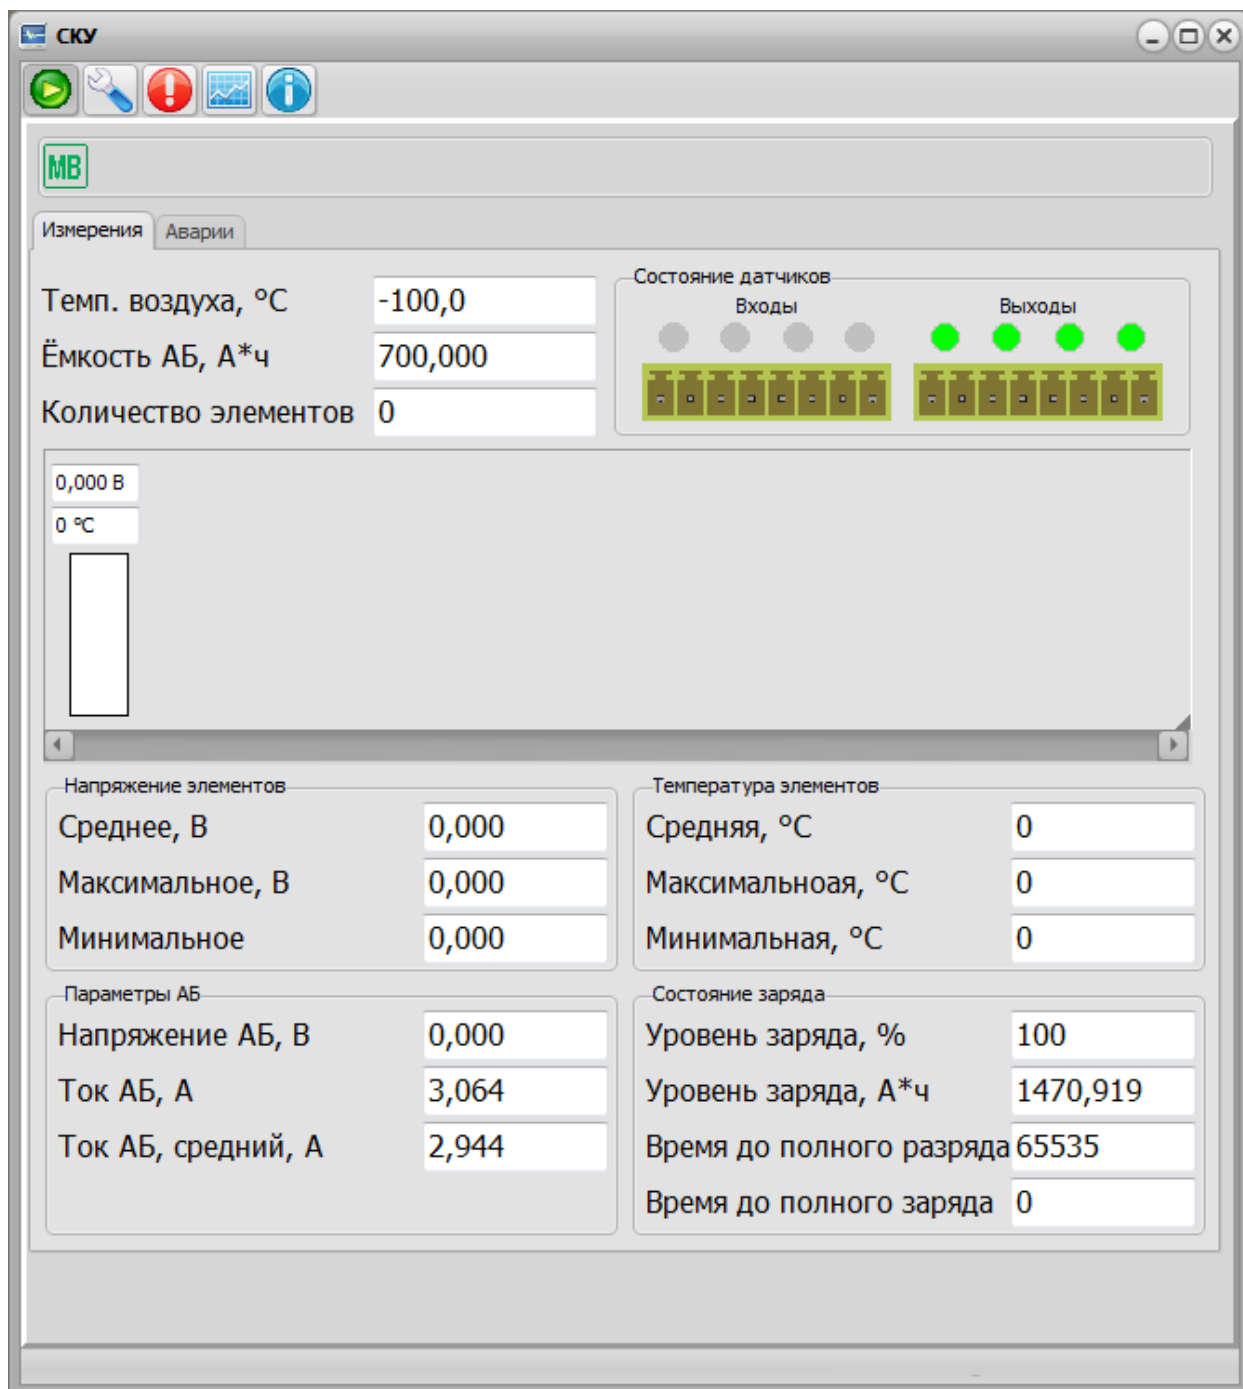 СКУ
MB
Измерения Аварии
Темп. воздуха, °C -100,0
Ёмкость АБ, А*ч 700,000
Количество элементов 0
Состояние датчиков
Входы Выходы
0,000 В
0 °C
Напряжение элементов
Среднее, В 0,000
Максимальное, В 0,000
Минимальное 0,000
Температура элементов
Средняя, °C 0
Максимальноая, °C 0
Минимальная, °C 0
Параметры АБ
Напряжение АБ, В 0,000
Ток АБ, А 3,064
Ток АБ, средний, А 2,944
Состояние заряда
Уровень заряда, % 100
Уровень заряда, А*ч 1470,919
Время до полного разряда 65535
Время до полного заряда 0